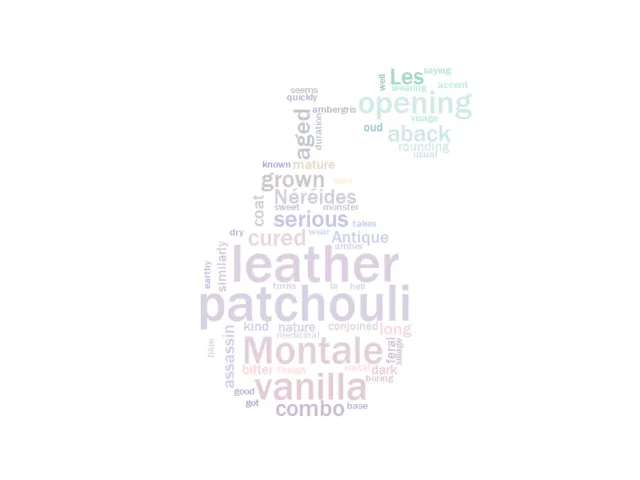 Les saying
well
wearing accent
seems
quickly
opening
ambergris
usage
aged
duration
oud aback
rounding
usual
known mature
grown
Néréides
sweet monster
coat
serious takes
dry wear
cured Antique
amber
similarly
leather
earthy
turns la hell
patchouli
kind nature conjoined long
medicinal
blue
assassin
Montale
feral
bitter dark
boring
vanilla
good
got combo base